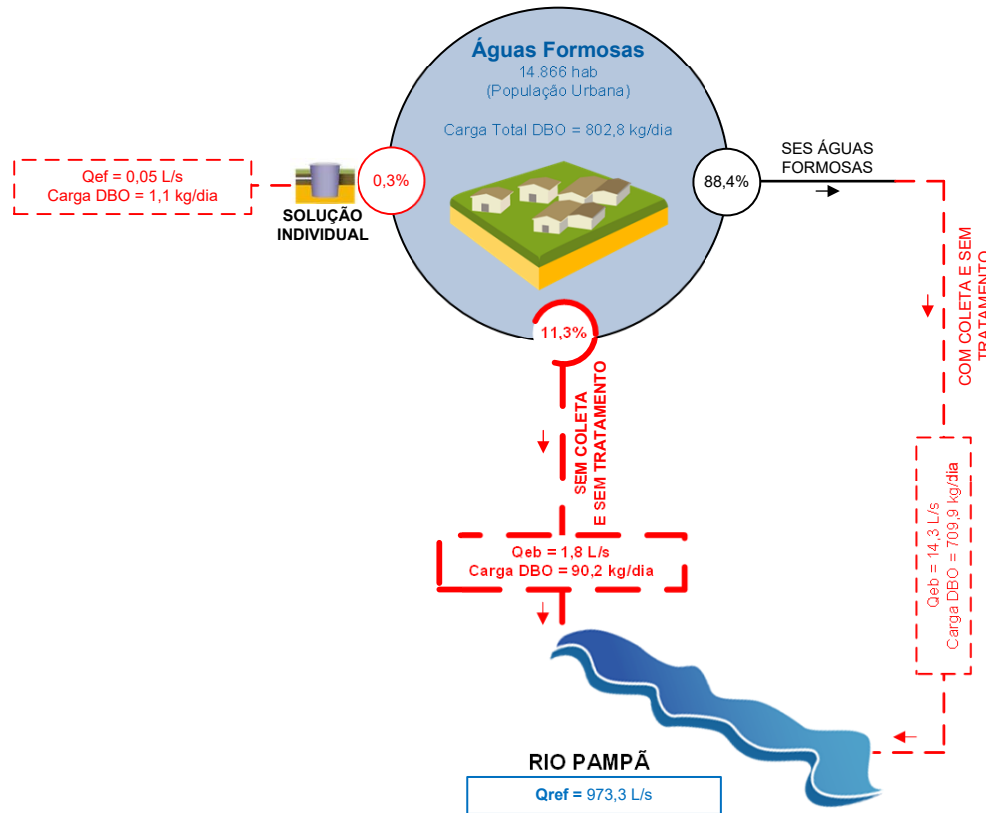 Águas Formosas
14.866 hab
(População Urbana)
Carga Total DBO = 802,8 kg/dia
Qef = 0,05 L/s
Carga DBO = 1,1 kg/dia
SOLUÇÃO
INDIVIDUAL
0,3%
88,4%
SES ÁGUAS
FORMOSAS
COM COLETA E SEM
TRATAMENTO
Qeb = 14,3 L/s
Carga DBO = 709,9 kg/dia
11,3%
SEM COLETA
E SEM TRATAMENTO
Qeb = 1,8 L/s
Carga DBO = 90,2 kg/dia
RIO PAMPÃ
Qref = 973,3 L/s